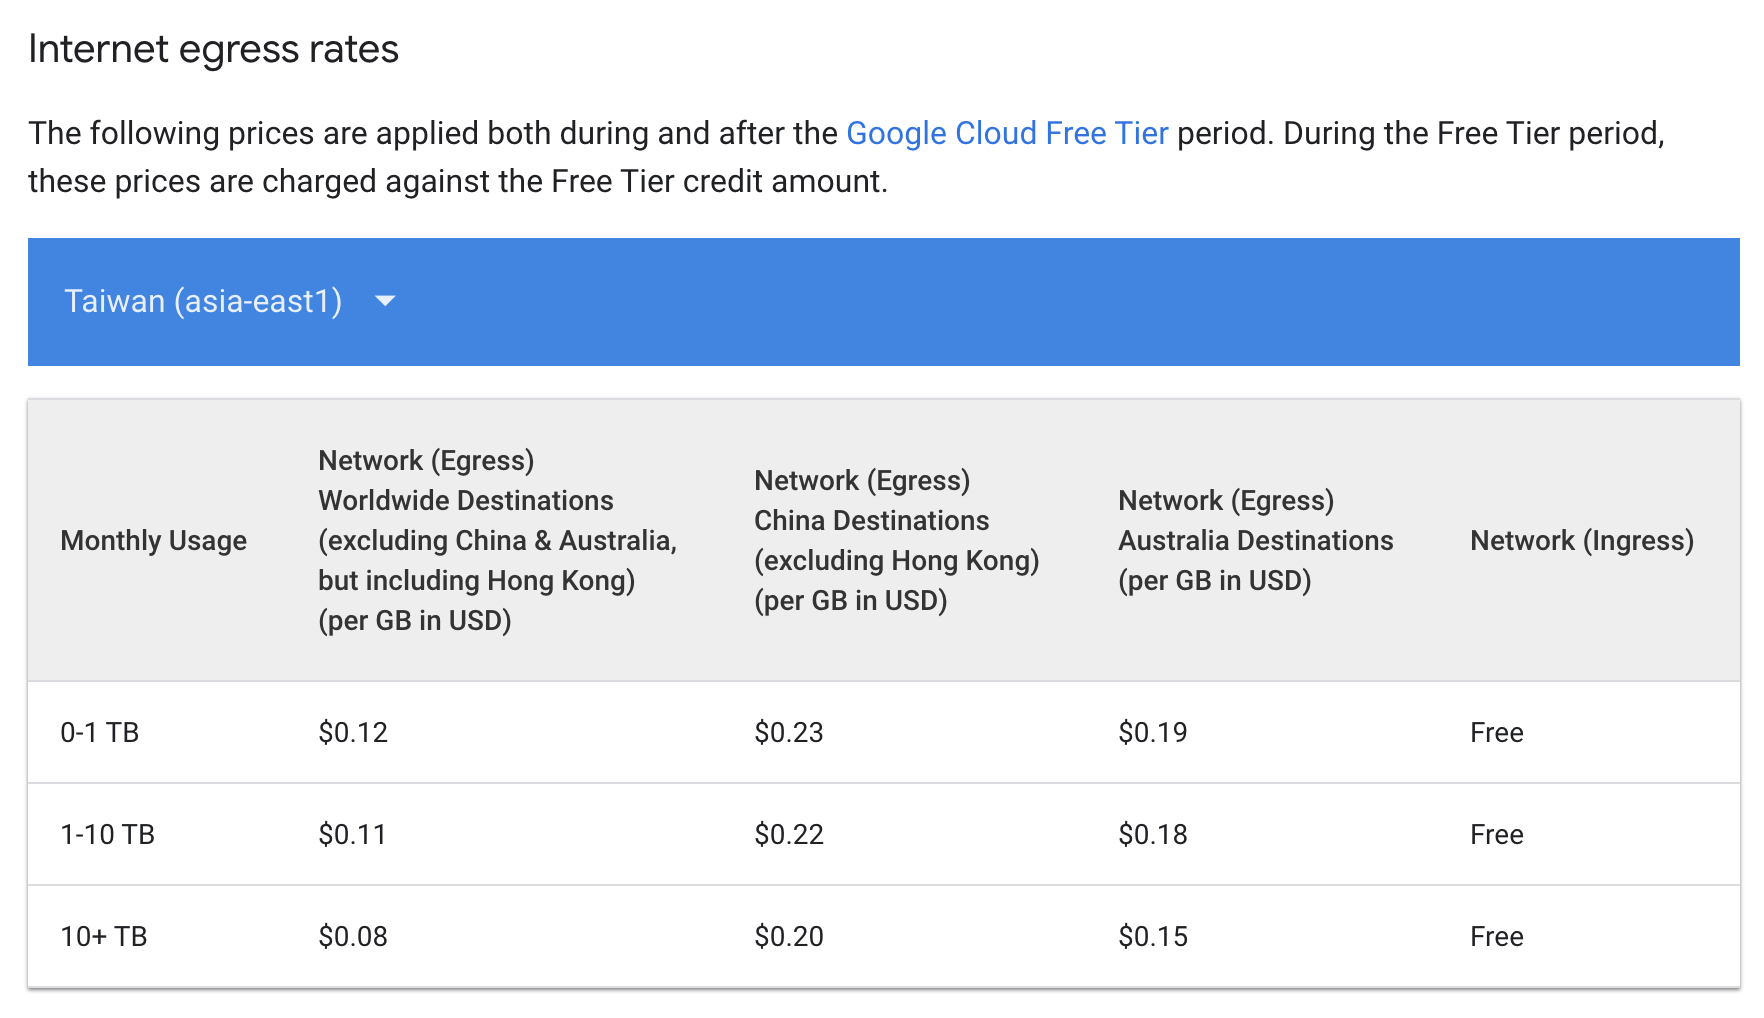 Internet egress rates
The following prices are applied both during and after the Google Cloud Free Tier period. During the Free Tier period,
these prices are charged against the Free Tier credit amount.
Taiwan (asia-east1)
Monthly Usage
Network (Egress)
Worldwide Destinations
(excluding China & Australia,
but including Hong Kong)
(per GB in USD)
Network (Egress)
China Destinations
(excluding Hong Kong)
(per GB in USD)
Network (Egress)
Australia Destinations
(per GB in USD)
Network (Ingress)
0-1 TB $0.12 $0.23 $0.19 Free
1-10 TB $0.11 $0.22 $0.18 Free
10+ TB $0.08 $0.20 $0.15 Free